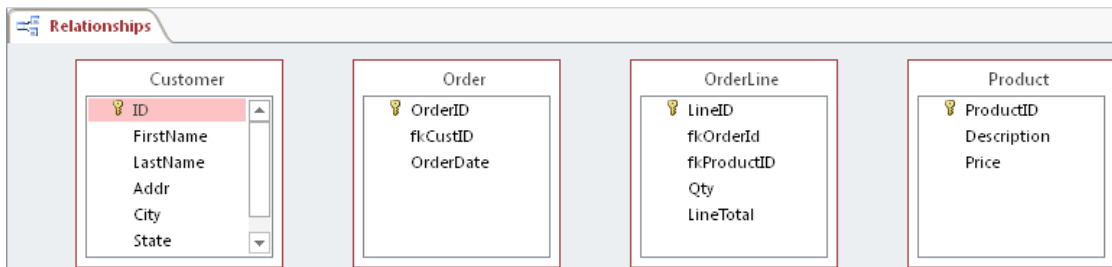 Relationships
Customer
ID
FirstName
LastName
Addr
City
State
Order
OrderID
fkCustID
OrderDate
OrderLine
LineID
fkOrderId
fkProductID
Qty
LineTotal
Product
ProductID
Description
Price